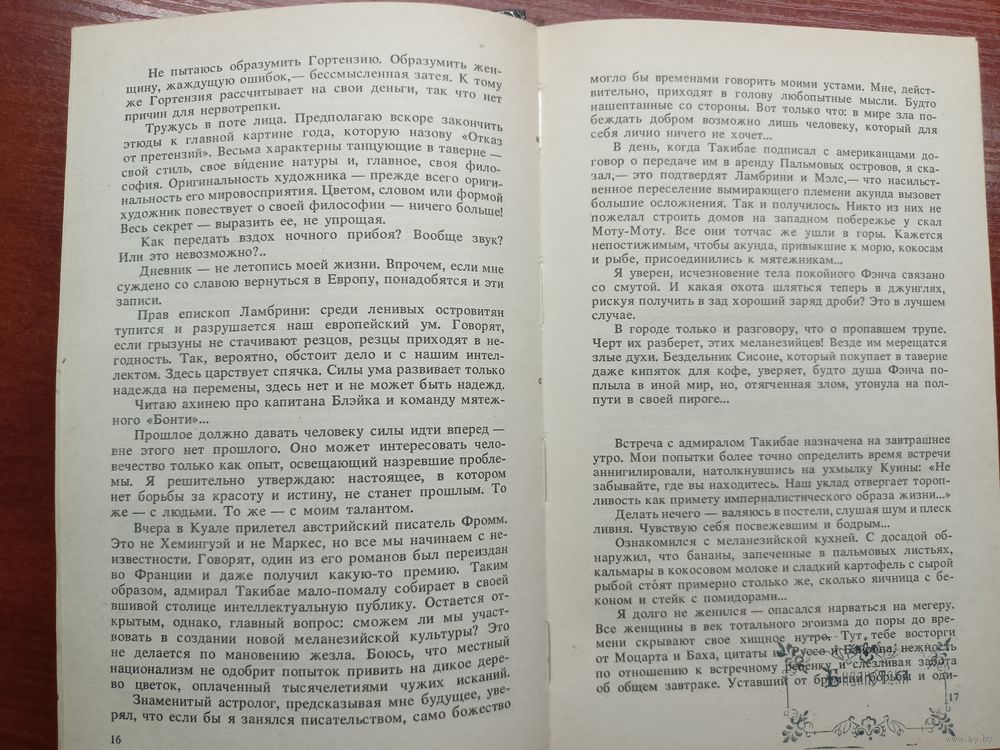 Не пытаюсь образумить Гортензию. Образумить жен-
щину, жаждущую ошибок,— бессмысленная затея. К тому
же Гортензия рассчитывает на свои деньги, так что нет
причин для нервотрепки.
Тружусь в поте лица. Предполагаю вскоре закончить
этюды к главной картине года, которую назову «Отказ
от претензий». Весьма характерны танцующие в таверне —
свой стиль, свое ви́дение натуры и, главное, своя фило-
софия. Оригинальность художника — прежде всего ориги-
нальность его мировосприятия. Цветом, словом или формой
художник повествует о своей философии — ничего больше!
Весь секрет — выразить ее, не упрощая.
Как передать вздох ночного прибоя? Вообще звук?
Или это невозможно?..
Дневник — не летопись моей жизни. Впрочем, если мне
суждено со славою вернуться в Европу, понадобятся и эти
записи.
Прав епископ Ламбрини: среди ленивых островитян
тупится и разрушается наш европейский ум. Говорят,
если грызуны не стачивают резцов, резцы приходят в не-
годность. Так, вероятно, обстоит дело и с нашим интел-
лектом. Здесь царствует спячка. Силы ума развивает только
надежда на перемены, здесь нет и не может быть надежд.
Читаю ахинею про капитана Блэйка и команду мятеж-
ного «Бонти»...
Прошлое должно давать человеку силы идти вперед —
вне этого нет прошлого. Оно может интересовать чело-
вечество только как опыт, освещающий назревшие пробле-
мы. Я решительно утверждаю: настоящее, в котором
нет борьбы за красоту и истину, не станет прошлым. То
же — с людьми. То же — с моим талантом.
Вчера в Куале прилетел австрийский писатель Фромм.
Это не Хемингуэй и не Маркес, но все мы начинаем с не-
известности. Говорят, один из его романов был переиздан
во Франции и даже получил какую-то премию. Таким
образом, адмирал Такибае мало-помалу собирает в своей
вшивой столице интеллектуальную публику. Остается от-
крытым, однако, главный вопрос: сможем ли мы участ-
вовать в создании новой меланезийской культуры? Это
не делается по мановению жезла. Боюсь, что местный
национализм не одобрит попыток привить на дикое дере-
во цветок, оплаченный тысячелетиями чужих исканий.
Знаменитый астролог, предсказывая мне будущее, уве-
рял, что если бы я занялся писательством, само божество
16
могло бы временами говорить моими устами. Мне, дейст-
вительно, приходят в голову любопытные мысли. Будто
нашептанные со стороны. Вот только что: в мире зла по-
беждать добром возможно лишь человеку, который для
себя лично ничего не хочет...
В день, когда Такибае подписал с американцами до-
говор о передаче им в аренду Пальмовых островов, я ска-
зал,— это подтвердят Ламбрини и Мэлс,— что насильст-
венное переселение вымирающего племени акунда вызовет
большие осложнения. Так и получилось. Никто из них не
пожелал строить домов на западном побережье у скал
Моту-Моту. Все они тотчас же ушли в горы. Кажется
непостижимым, чтобы акунда, привыкшие к морю, кокосам
и рыбе, присоединились к мятежникам...
Я уверен, исчезновение тела покойного Фэнча связано
со смутой. И какая охота шляться теперь в джунглях,
рискуя получить в зад хороший заряд дроби? Это в лучшем
случае.
В городе только и разговору, что о пропавшем трупе.
Черт их разберет, этих меланезийцев! Везде им мерещатся
злые духи. Бездельник Сисоне, который покупает в таверне
даже кипяток для кофе, уверяет, будто душа Фэнча по-
плыла в иной мир, но, отягченная злом, утонула на пол-
пути в своей пироге...
Встреча с адмиралом Такибае назначена на завтрашнее
утро. Мои попытки более точно определить время встречи
аннигилировали, натолкнувшись на ухмылку Куины: «Не
забывайте, где вы находитесь. Наш уклад отвергает тороп-
ливость как примету империалистического образа жизни...»
Делать нечего — валяюсь в постели, слушая шум и плеск
ливня. Чувствую себя посвежевшим и бодрым...
Ознакомился с меланезийской кухней. С досадой об-
наружил, что бананы, запеченные в пальмовых листьях,
кальмары в кокосовом молоке и сладкий картофель с сырой
рыбой сто́ят примерно столько же, сколько яичница с бе-
коном и стейк с помидорами...
Я долго не женился — опасался нарваться на мегеру.
Все женщины в век тотального эгоизма до поры до вре-
мени скрывают свое хищное нутро. Тут тебе восторги
от Моцарта и Баха, цитаты из Руссо и нежность
по отношению к встречному ребенку и слезливая забота
об общем завтраке. Уставший от бремени борьбы и оди-
17
www.ay.by